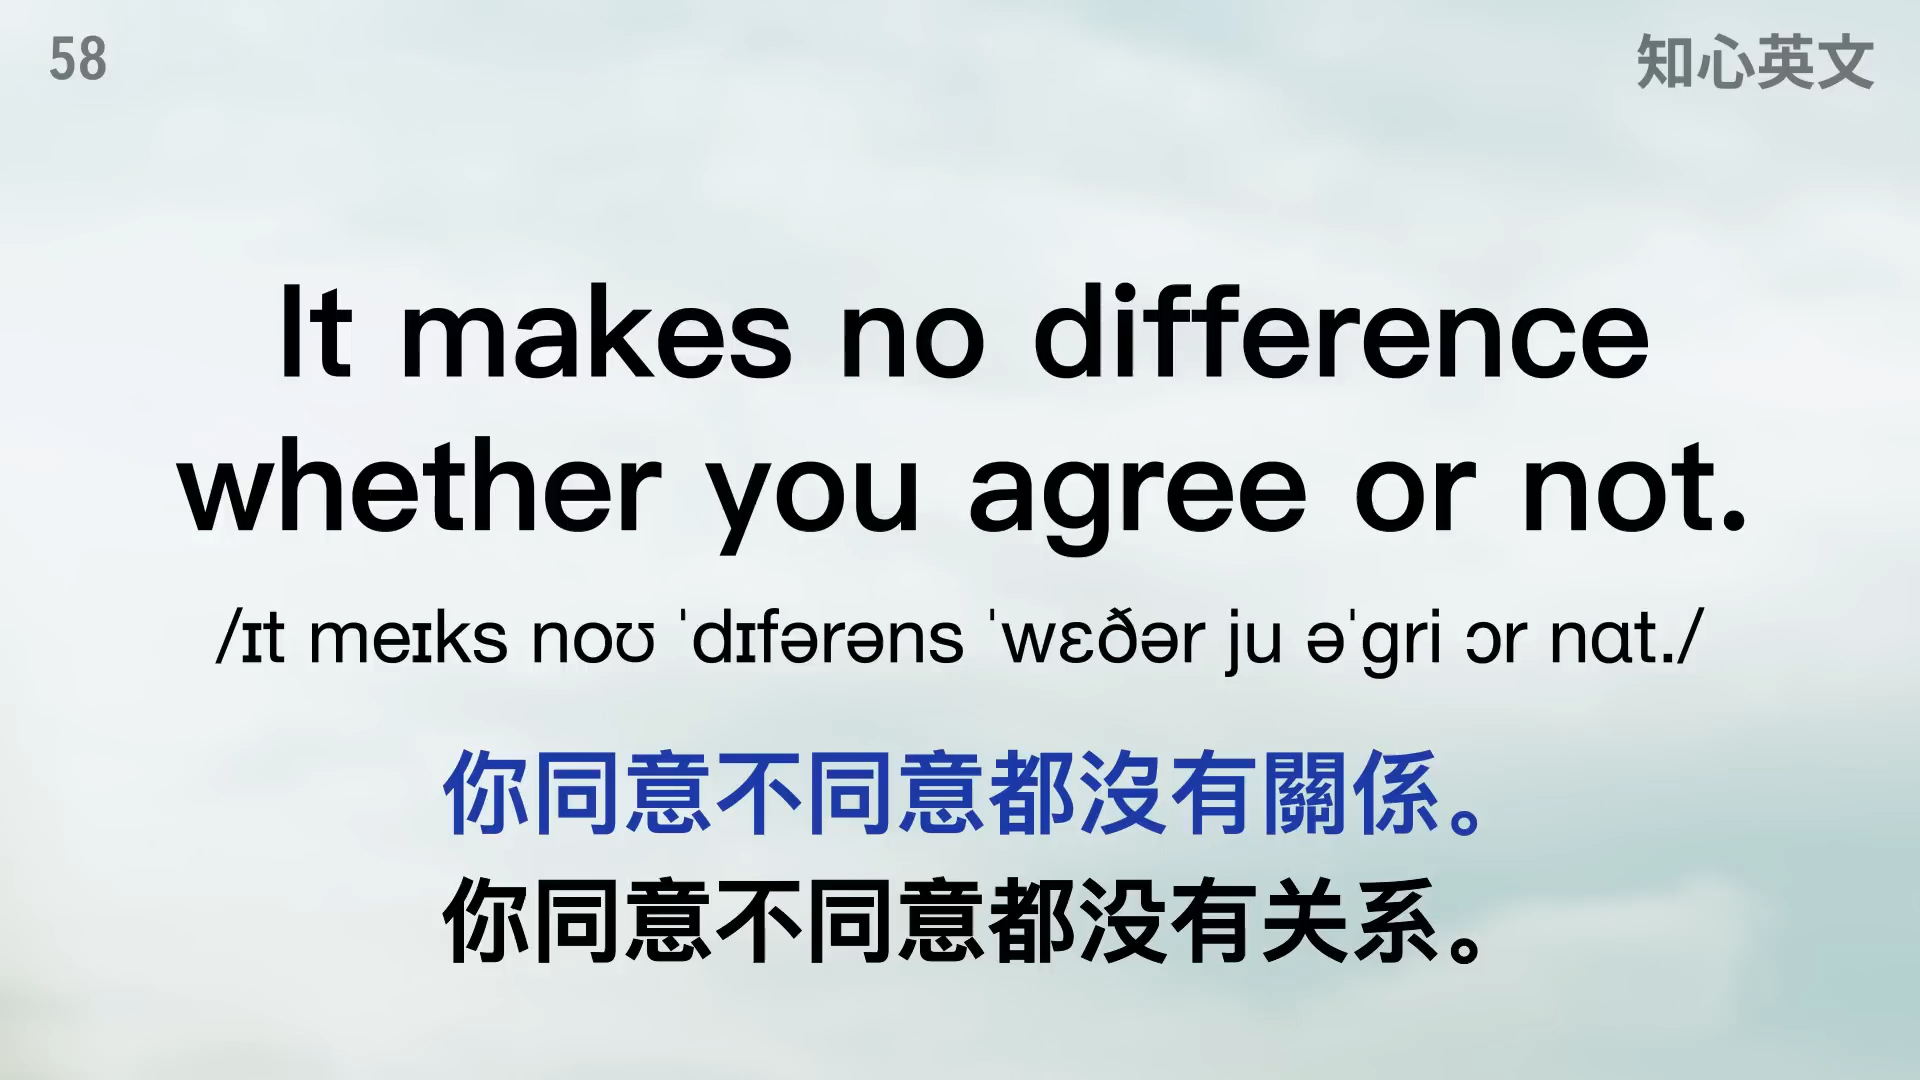 58
知心英文
It makes no difference
whether you agree or not.
/ɪt meɪks noʊ ˈdɪfərəns ˈwɛðər ju əˈgri ɔr nɑt./
你同意不同意都沒有關係。
你同意不同意都没有关系。